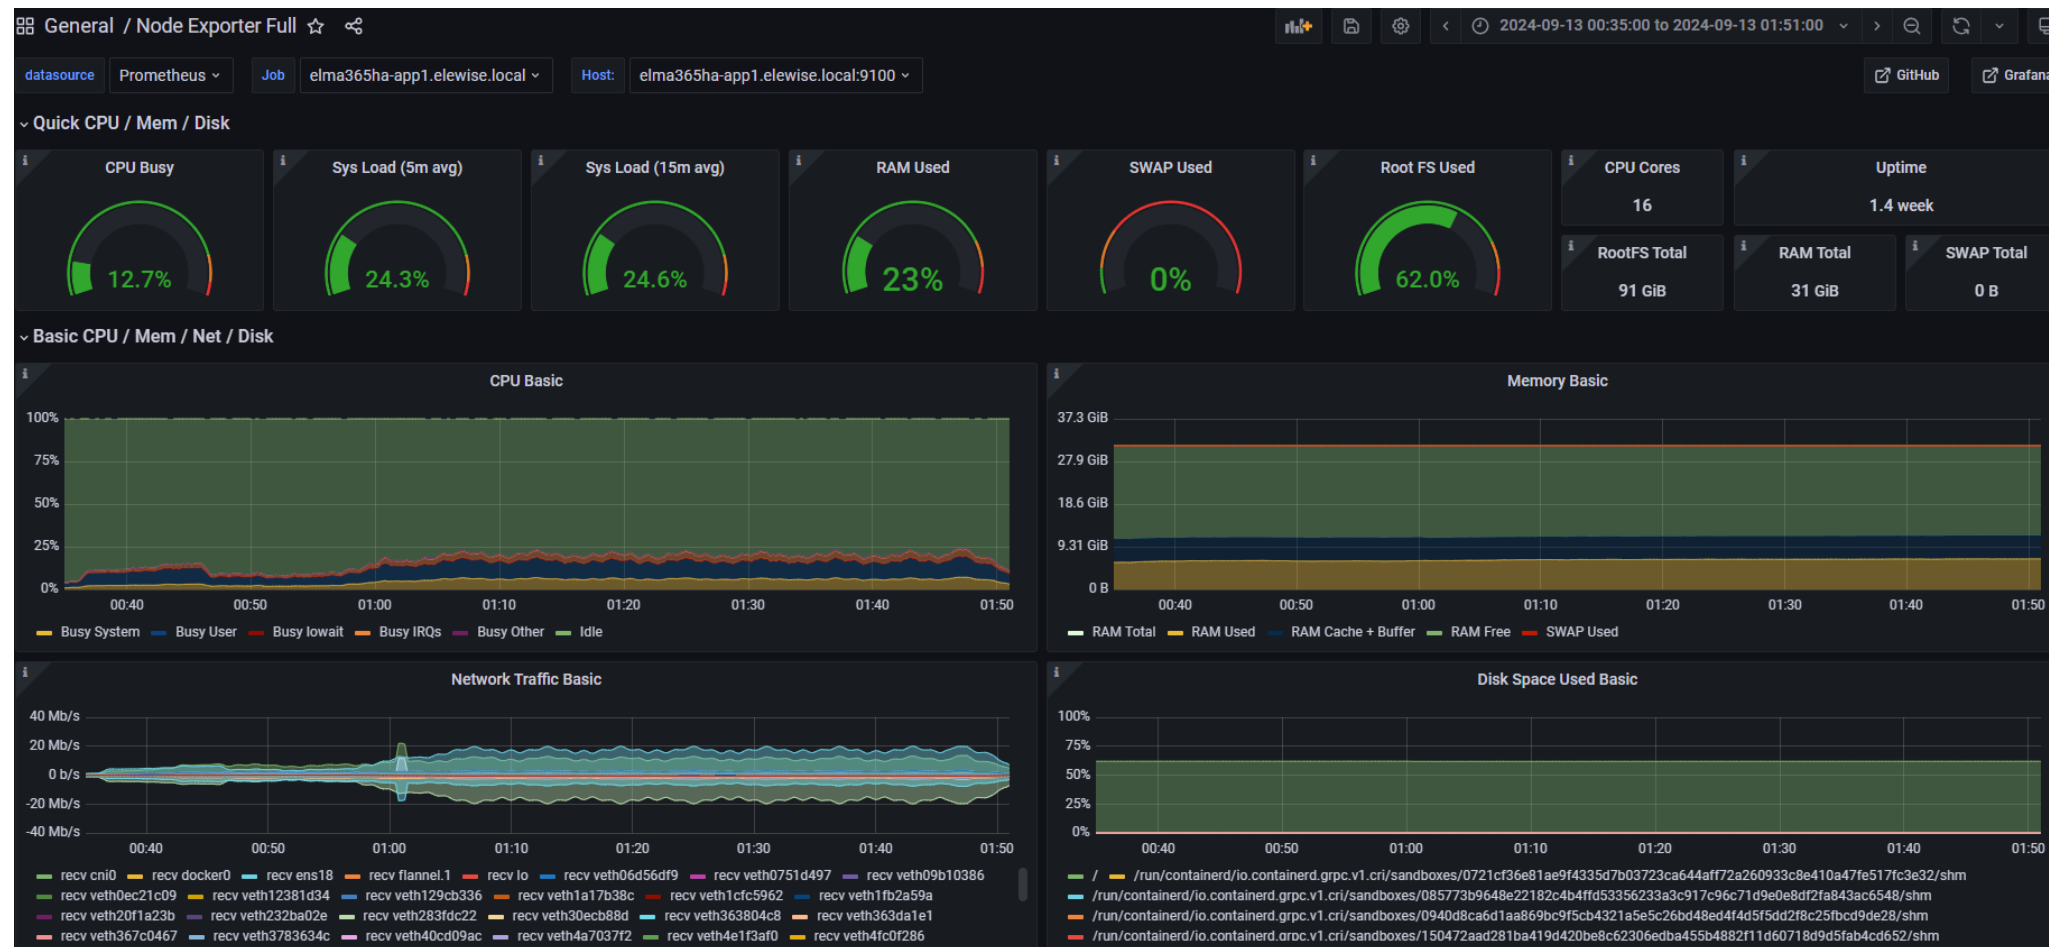 General / Node Exporter Full
2024-09-13 00:35:00 to 2024-09-13 01:51:00
datasource Prometheus Job elma365ha-app1.elewise.local Host: elma365ha-app1.elewise.local:9100 GitHub Grafana
Quick CPU / Mem / Disk
CPU Busy
12.7%
Sys Load (5m avg)
24.3%
Sys Load (15m avg)
24.6%
RAM Used
23%
SWAP Used
0%
Root FS Used
62.0%
CPU Cores
16
Uptime
1.4 week
RootFS Total
91 GiB
RAM Total
31 GiB
SWAP Total
0 B
Basic CPU / Mem / Net / Disk
CPU Basic
100%
75%
50%
25%
0%
00:40 00:50 01:00 01:10 01:20 01:30 01:40 01:50
Busy System Busy User Busy Iowait Busy IRQs Busy Other Idle
Memory Basic
37.3 GiB
27.9 GiB
18.6 GiB
9.31 GiB
0 B
00:40 00:50 01:00 01:10 01:20 01:30 01:40 01:50
RAM Total RAM Used RAM Cache + Buffer RAM Free SWAP Used
Network Traffic Basic
40 Mb/s
20 Mb/s
0 b/s
-20 Mb/s
-40 Mb/s
00:40 00:50 01:00 01:10 01:20 01:30 01:40 01:50
recv cni0 recv docker0 recv ens18 recv flannel.1 recv lo recv veth06d56df9 recv veth0751d497 recv veth09b10386
recv veth0ec21c09 recv veth12381d34 recv veth129cb336 recv veth1a17b38c recv veth1cfc5962 recv veth1fb2a59a
recv veth20f1a23b recv veth232ba02e recv veth283fdc22 recv veth30ecb88d recv veth363804c8 recv veth363da1e1
recv veth367c0467 recv veth3783634c recv veth40cd09ac recv veth4a7037f2 recv veth4e1f3af0 recv veth4fc0f286
Disk Space Used Basic
100%
75%
50%
25%
0%
00:40 00:50 01:00 01:10 01:20 01:30 01:40 01:50
/ /run/containerd/io.containerd.grpc.v1.cri/sandboxes/0721cf36e81ae9f4335d7b03723ca644aff72a260933c8e410a47fe517fc3e32/shm
/run/containerd/io.containerd.grpc.v1.cri/sandboxes/085773b9648e22182c4b4ffd53356233a3c917c96c71d9e0e8df2fa843ac6548/shm
/run/containerd/io.containerd.grpc.v1.cri/sandboxes/0940d8ca6d1aa869bc9f5cb4321a5e5c26bd48ed4f4d5f5dd2f8c25fbcd9de28/shm
/run/containerd/io.containerd.grpc.v1.cri/sandboxes/150472aad281ba419d420be8c62306edba455b4882f11d60718d9d5fab4cd652/shm